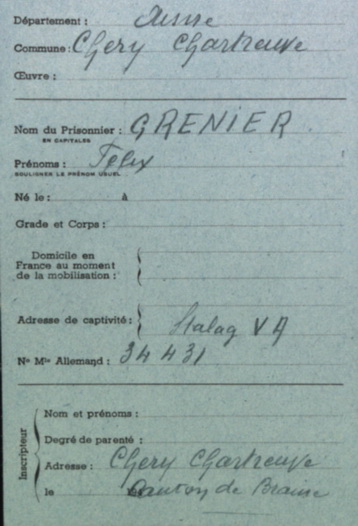 Département : Aisne
Commune : Chery Chartreuve
Œuvre :
Nom du Prisonnier : GRENIER
EN CAPITALES
Prénoms : Felix
SOULIGNER LE PRÉNOM USUEL
Né le : à
Grade et Corps :
Domicile en
France au moment
de la mobilisation :
Adresse de captivité : Stalag VA
No Mle Allemand : 34431
Inscripteur
Nom et prénoms :
Degré de parenté :
Adresse : Chery Chartreuve
le Canton de Braine